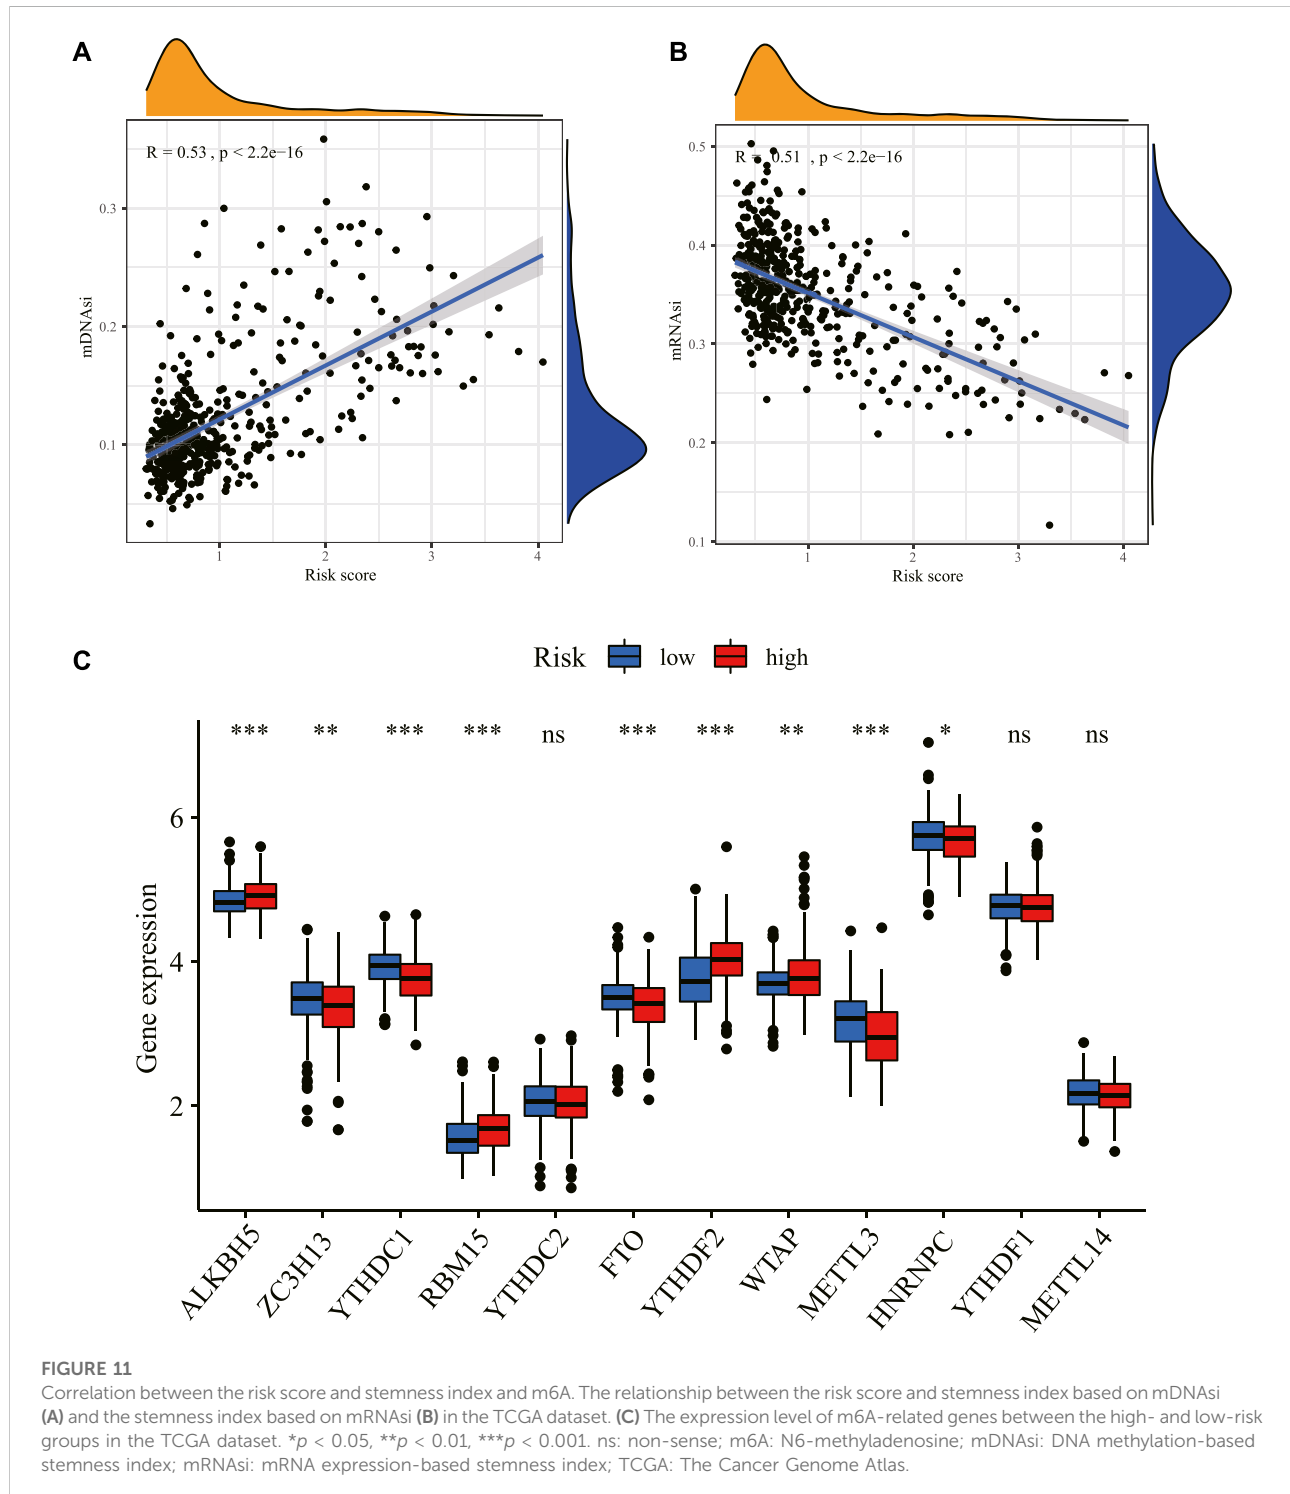 A
B
R = 0.53 , p < 2.2e−16
R = 0.51 , p < 2.2e−16
0.3
0.2
0.1
mDNAsi
1 2 3 4
Risk score
0.5
0.4
0.3
0.2
0.1
mRNAsi
1 2 3 4
Risk score
C
Risk low high
*** ** *** *** ns *** *** ** *** * ns ns
6
4
2
Gene expression
ALKBH5
ZC3H13
YTHDC1
RBM15
YTHDC2
FTO
YTHDF2
WTAP
METTL3
HNRNPC
YTHDF1
METTL14
FIGURE 11
Correlation between the risk score and stemness index and m6A. The relationship between the risk score and stemness index based on mDNAsi
(A) and the stemness index based on mRNAsi (B) in the TCGA dataset. (C) The expression level of m6A-related genes between the high- and low-risk
groups in the TCGA dataset. *p < 0.05, **p < 0.01, ***p < 0.001. ns: non-sense; m6A: N6-methyladenosine; mDNAsi: DNA methylation-based
stemness index; mRNAsi: mRNA expression-based stemness index; TCGA: The Cancer Genome Atlas.